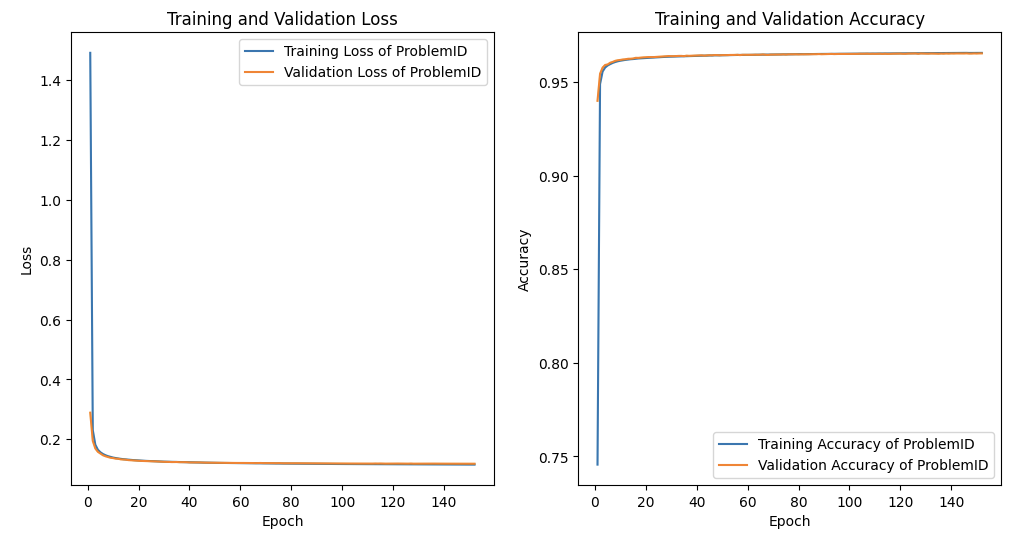 Training and Validation Loss
Training Loss of ProblemID
Validation Loss of ProblemID
1.4
1.2
1.0
0.8
0.6
0.4
0.2
Loss
0 20 40 60 80 100 120 140
Epoch
Training and Validation Accuracy
0.95
0.90
0.85
0.80
0.75
Accuracy
Training Accuracy of ProblemID
Validation Accuracy of ProblemID
0 20 40 60 80 100 120 140
Epoch